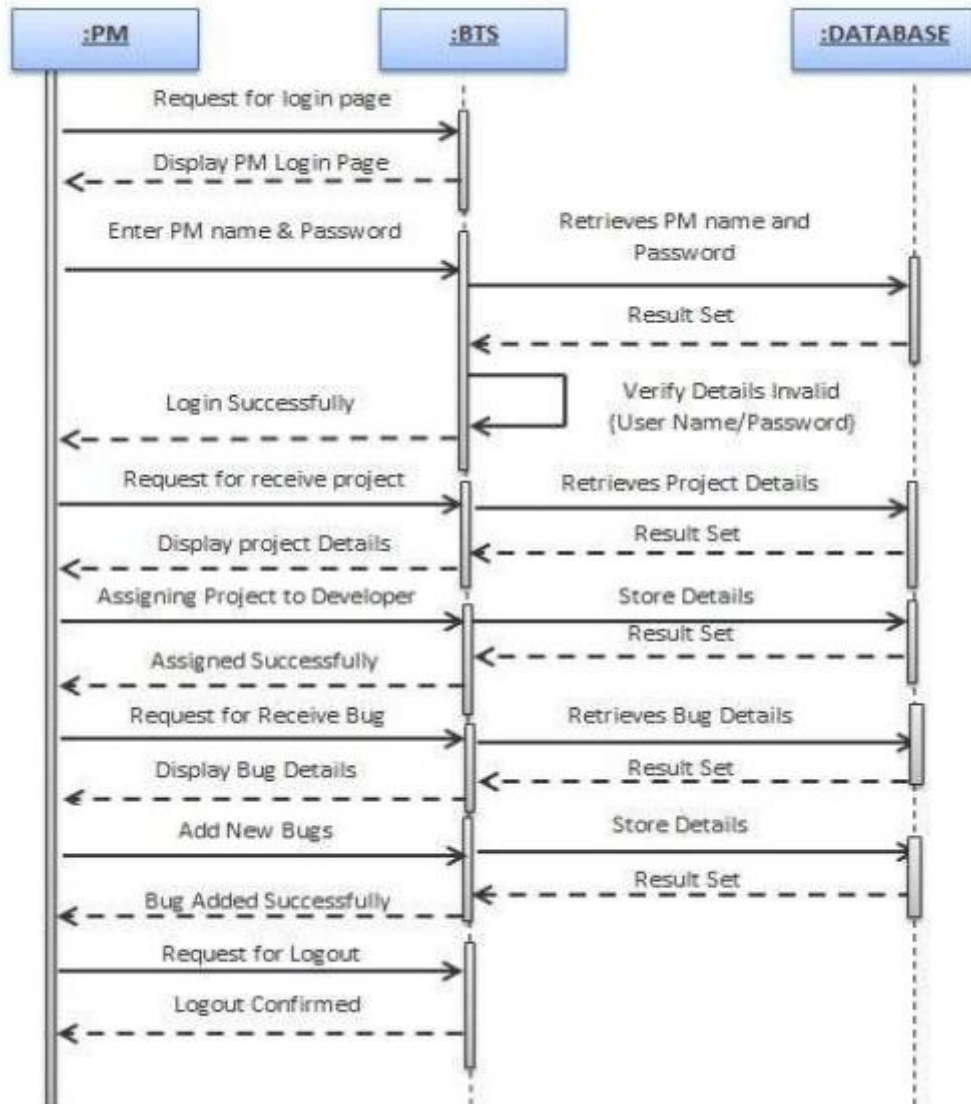 :PM
:BTS
:DATABASE
Request for login page
Display PM Login Page
Enter PM name & Password
Retrieves PM name and
Password
Result Set
Verify Details Invalid
{User Name/Password}
Login Successfully
Request for receive project
Retrieves Project Details
Result Set
Display project Details
Assigning Project to Developer
Store Details
Result Set
Assigned Successfully
Request for Receive Bug
Retrieves Bug Details
Result Set
Display Bug Details
Add New Bugs
Store Details
Result Set
Bug Added Successfully
Request for Logout
Logout Confirmed